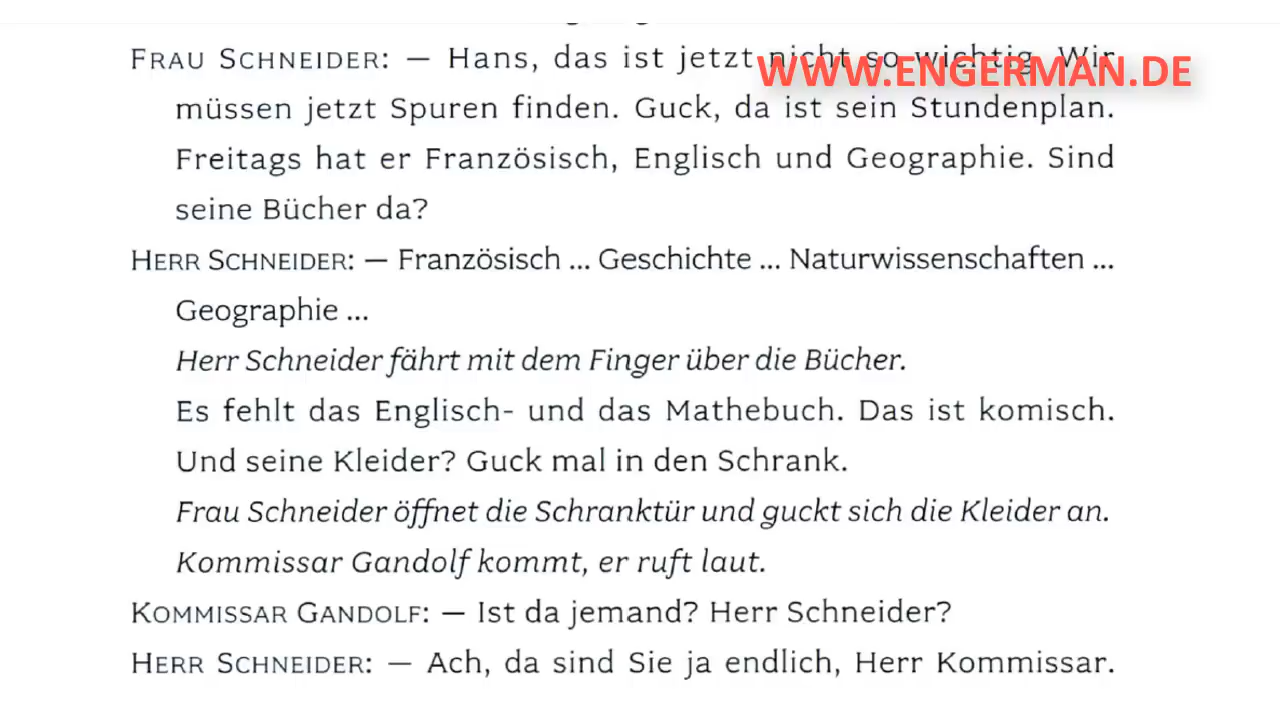 FRAU SCHNEIDER: — Hans, das ist jetzt nicht so wichtig. Wir
WWW.ENGERMAN.DE
müssen jetzt Spuren finden. Guck, da ist sein Stundenplan.
Freitags hat er Französisch, Englisch und Geographie. Sind
seine Bücher da?
HERR SCHNEIDER: — Französisch ... Geschichte ... Naturwissenschaften ...
Geographie ...
Herr Schneider fährt mit dem Finger über die Bücher.
Es fehlt das Englisch- und das Mathebuch. Das ist komisch.
Und seine Kleider? Guck mal in den Schrank.
Frau Schneider öffnet die Schranktür und guckt sich die Kleider an.
Kommissar Gandolf kommt, er ruft laut.
KOMMISSAR GANDOLF: — Ist da jemand? Herr Schneider?
HERR SCHNEIDER: — Ach, da sind Sie ja endlich, Herr Kommissar.